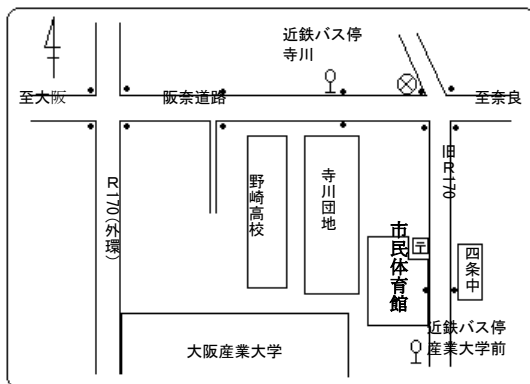 近鉄バス停
寺川
至大阪
阪奈道路
至奈良
旧R170
R170(外環)
野崎高校
寺川団地
市民体育館
〒
四条中
近鉄バス停
産業大学前
大阪産業大学